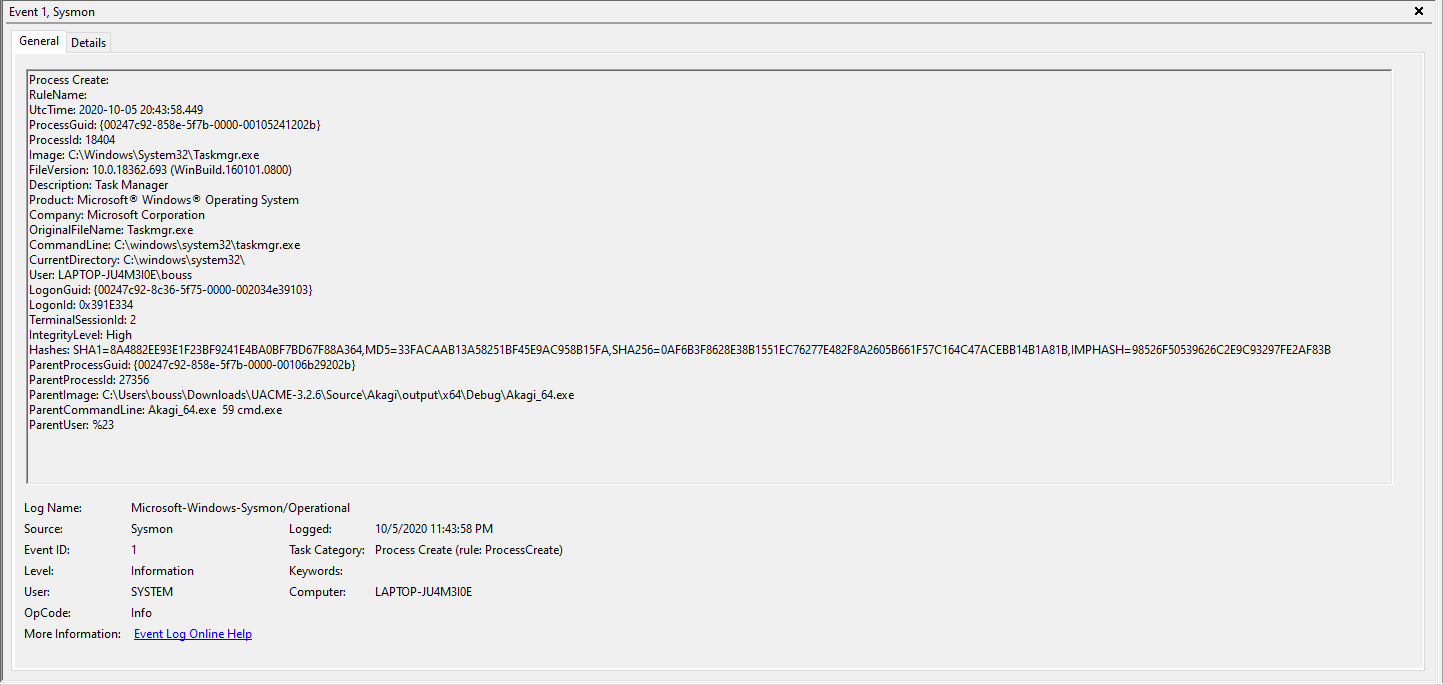 Event 1, Sysmon
General Details
Process Create:
RuleName:
UtcTime: 2020-10-05 20:43:58.449
ProcessGuid: {00247c92-858e-5f7b-0000-00105241202b}
ProcessId: 18404
Image: C:\Windows\System32\Taskmgr.exe
FileVersion: 10.0.18362.693 (WinBuild.160101.0800)
Description: Task Manager
Product: Microsoft® Windows® Operating System
Company: Microsoft Corporation
OriginalFileName: Taskmgr.exe
CommandLine: C:\windows\system32\taskmgr.exe
CurrentDirectory: C:\windows\system32\
User: LAPTOP-JU4M3I0E\bouss
LogonGuid: {00247c92-8c36-5f75-0000-002034e39103}
LogonId: 0x391E334
TerminalSessionId: 2
IntegrityLevel: High
Hashes: SHA1=8A4882EE93E1F23BF9241E4BA0BF7BD67F88A364,MD5=33FACAAB13A58251BF45E9AC958B15FA,SHA256=0AF6B3F8628E38B1551EC76277E482F8A2605B661F57C164C47ACEBB14B1A81B,IMPHASH=98526F50539626C2E9C93297FE2AF83B
ParentProcessGuid: {00247c92-858e-5f7b-0000-00106b29202b}
ParentProcessId: 27356
ParentImage: C:\Users\bouss\Downloads\UACME-3.2.6\Source\Akagi\output\x64\Debug\Akagi_64.exe
ParentCommandLine: Akagi_64.exe  59 cmd.exe
ParentUser: %23
Log Name: Microsoft-Windows-Sysmon/Operational
Source: Sysmon Logged: 10/5/2020 11:43:58 PM
Event ID: 1 Task Category: Process Create (rule: ProcessCreate)
Level: Information Keywords:
User: SYSTEM Computer: LAPTOP-JU4M3I0E
OpCode: Info
More Information: Event Log Online Help